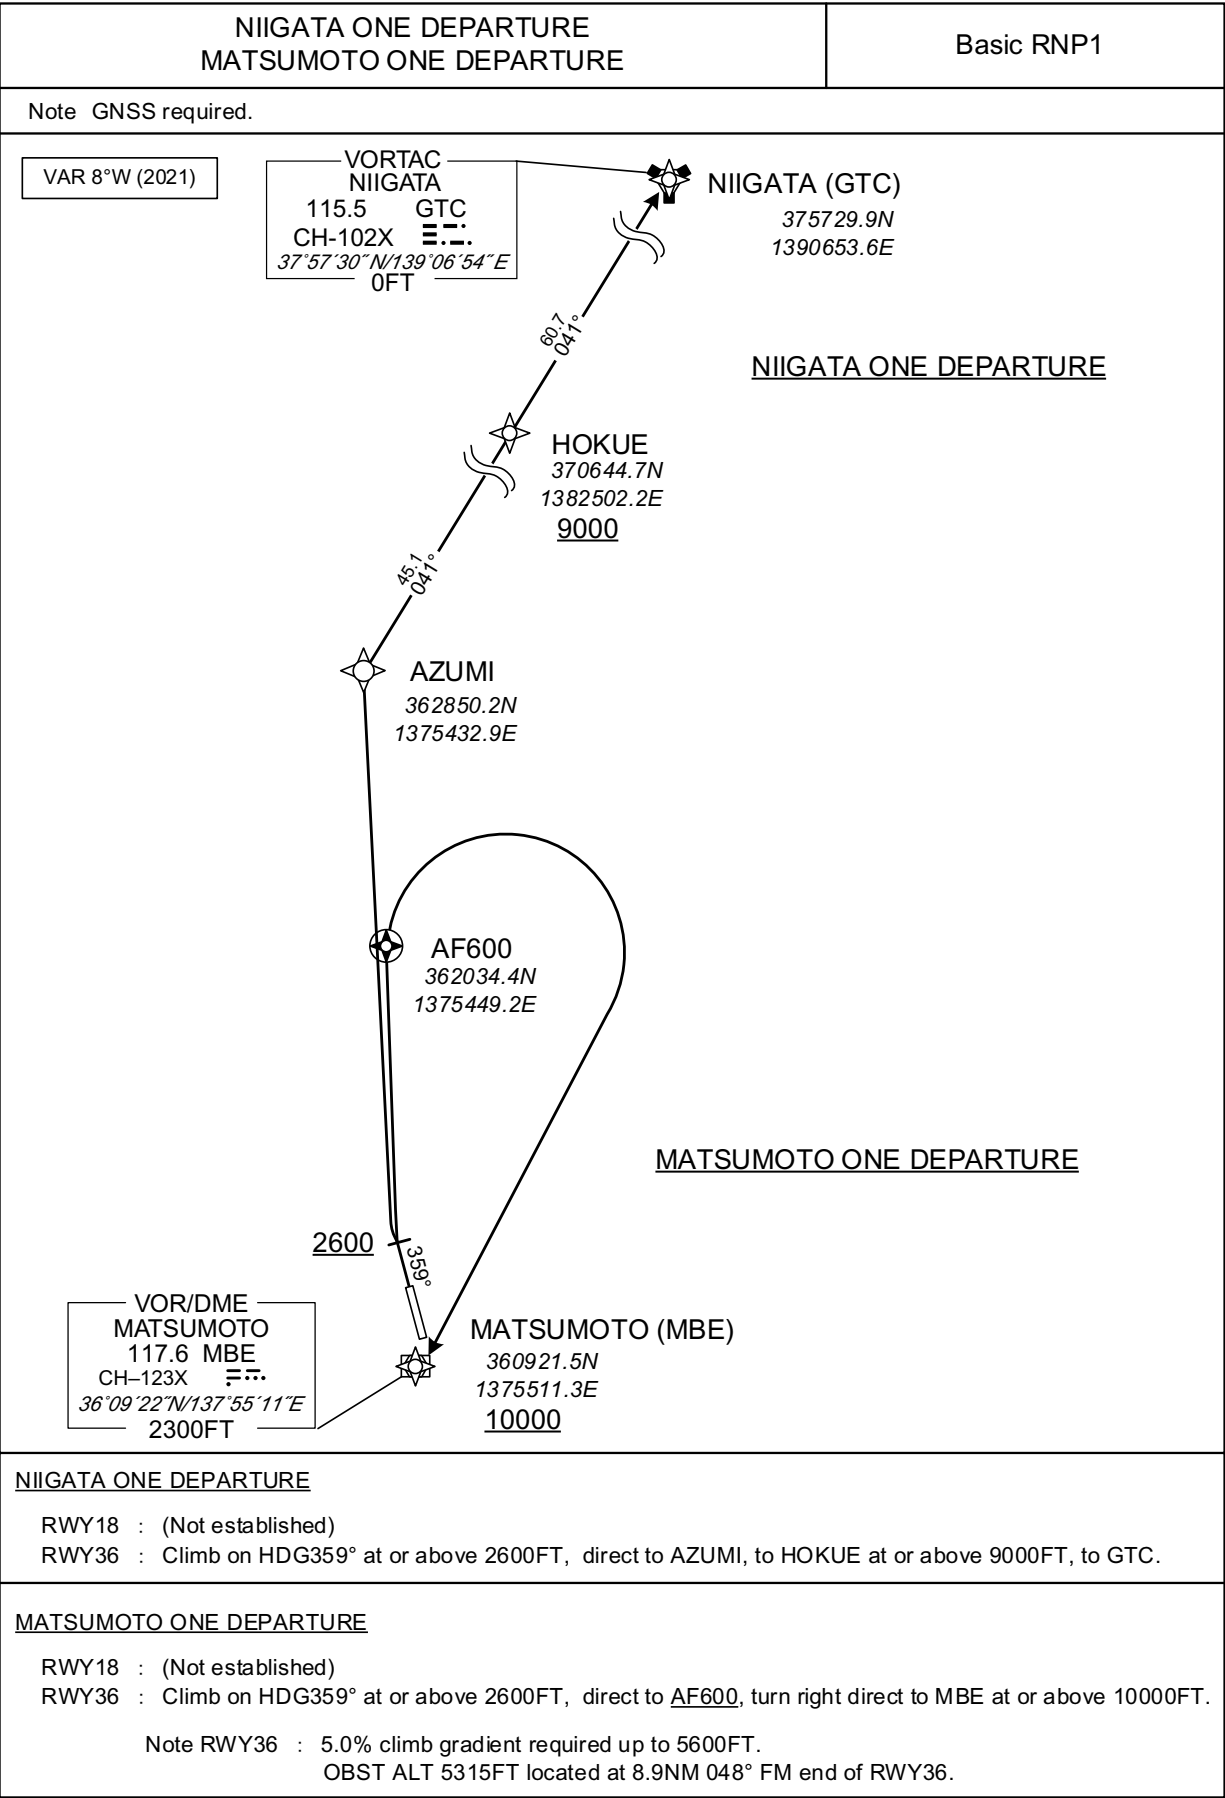 NIIGATA ONE DEPARTURE
MATSUMOTO ONE DEPARTURE
Basic RNP1
Note GNSS required.
VAR 8°W (2021)
VORTAC
NIIGATA
115.5 GTC
CH-102X
37°57′30″N/139°06′54″E
0FT
NIIGATA (GTC)
375729.9N
1390653.6E
60.7
041°
NIIGATA ONE DEPARTURE
HOKUE
370644.7N
1382502.2E
9000
45.1
041°
AZUMI
362850.2N
1375432.9E
AF600
362034.4N
1375449.2E
MATSUMOTO ONE DEPARTURE
2600
359°
VOR/DME
MATSUMOTO
117.6 MBE
CH–123X
36°09′22″N/137°55′11″E
2300FT
MATSUMOTO (MBE)
360921.5N
1375511.3E
10000
NIIGATA ONE DEPARTURE
RWY18 : (Not established)
RWY36 : Climb on HDG359° at or above 2600FT, direct to AZUMI, to HOKUE at or above 9000FT, to GTC.
MATSUMOTO ONE DEPARTURE
RWY18 : (Not established)
RWY36 : Climb on HDG359° at or above 2600FT, direct to AF600, turn right direct to MBE at or above 10000FT.
Note RWY36 : 5.0% climb gradient required up to 5600FT.
OBST ALT 5315FT located at 8.9NM 048° FM end of RWY36.